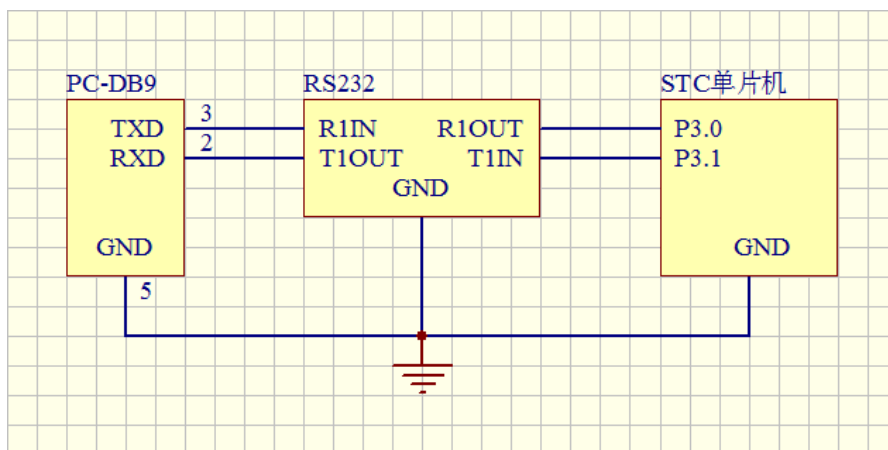 PC-DB9 RS232 STC单片机
TXD 3 R1IN R1OUT P3.0
RXD 2 T1OUT T1IN P3.1
GND
GND GND
5